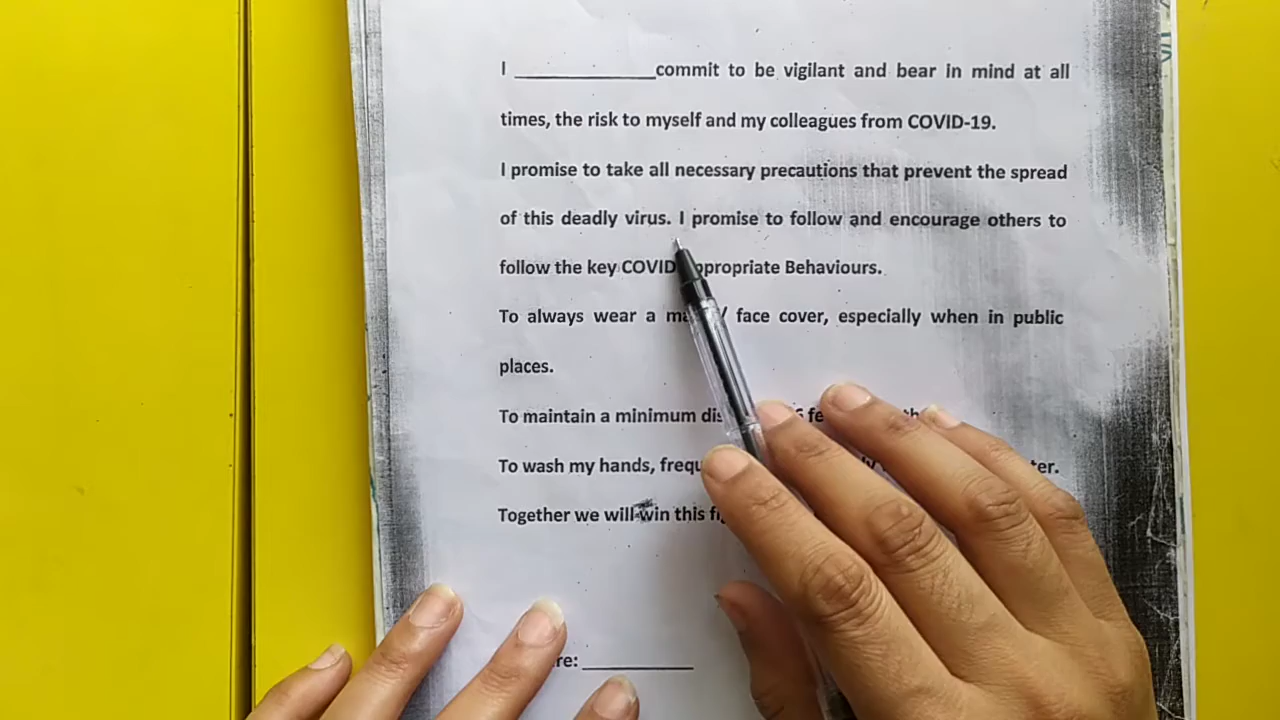 I ______________commit to be vigilant and bear in mind at all
times, the risk to myself and my colleagues from COVID-19.
I promise to take all necessary precautions that prevent the spread
of this deadly virus. I promise to follow and encourage others to
follow the key COVID Behaviours.
To always wear a face cover, especially when in public
places.
To maintain a minimum
To wash my hands,
Together we will win this
___________